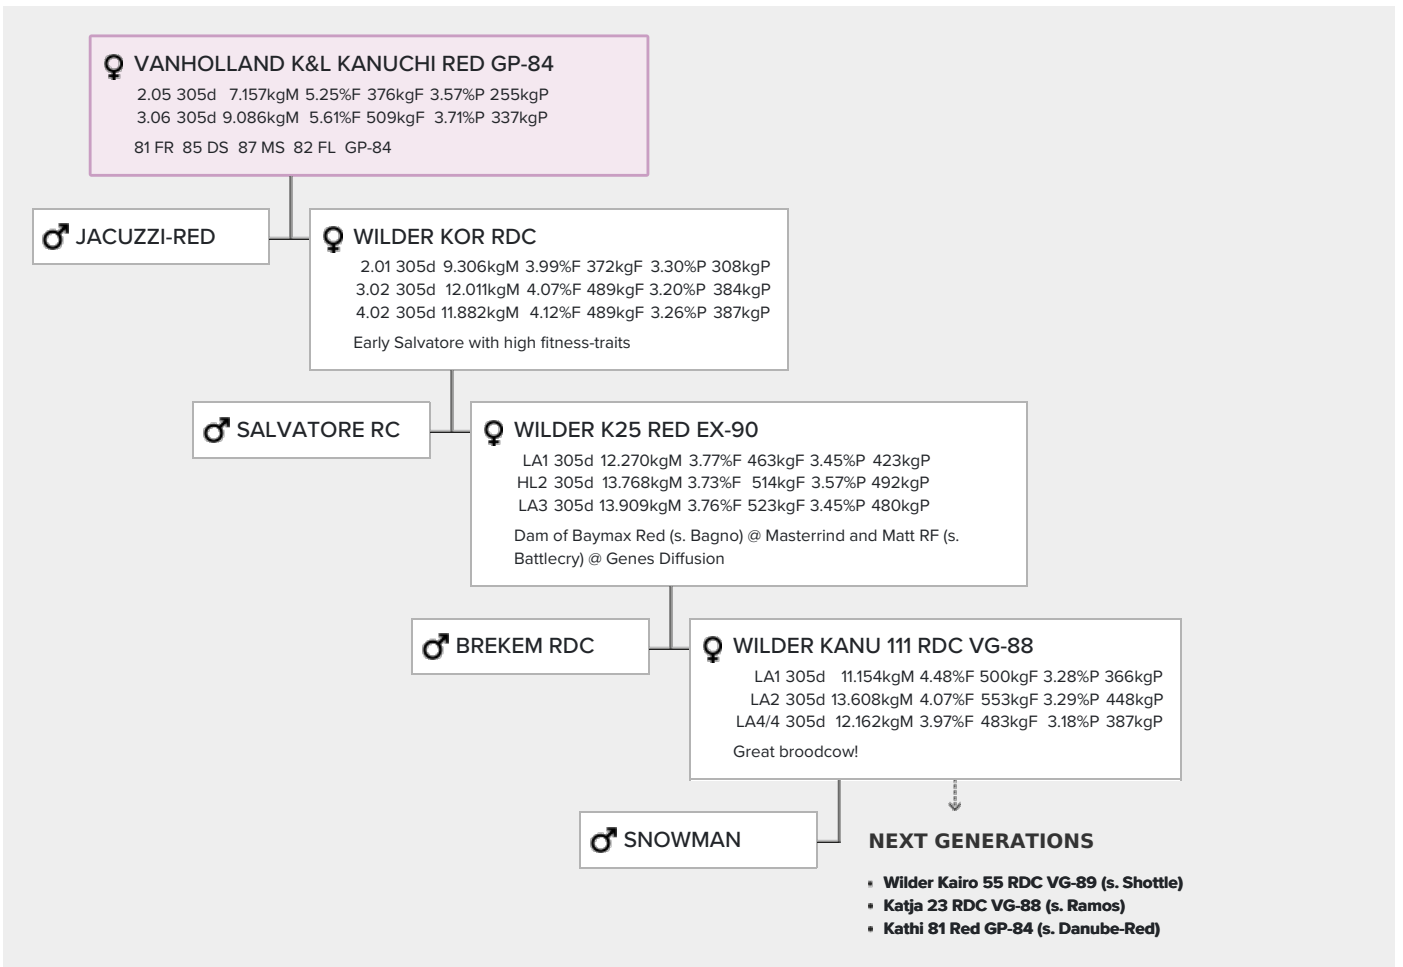 VANHOLLAND K&L KANUCHI RED GP-84
2.05 305d 7.157kgM 5.25%F 376kgF 3.57%P 255kgP
3.06 305d 9.086kgM 5.61%F 509kgF 3.71%P 337kgP
81 FR 85 DS 87 MS 82 FL GP-84
JACUZZI-RED
WILDER KOR RDC
2.01 305d 9.306kgM 3.99%F 372kgF 3.30%P 308kgP
3.02 305d 12.011kgM 4.07%F 489kgF 3.20%P 384kgP
4.02 305d 11.882kgM 4.12%F 489kgF 3.26%P 387kgP
Early Salvatore with high fitness-traits
SALVATORE RC
WILDER K25 RED EX-90
LA1 305d 12.270kgM 3.77%F 463kgF 3.45%P 423kgP
HL2 305d 13.768kgM 3.73%F 514kgF 3.57%P 492kgP
LA3 305d 13.909kgM 3.76%F 523kgF 3.45%P 480kgP
Dam of Baymax Red (s. Bagno) @ Masterrind and Matt RF (s.
Battlecry) @ Genes Diffusion
BREKEM RDC
WILDER KANU 111 RDC VG-88
LA1 305d 11.154kgM 4.48%F 500kgF 3.28%P 366kgP
LA2 305d 13.608kgM 4.07%F 553kgF 3.29%P 448kgP
LA4/4 305d 12.162kgM 3.97%F 483kgF 3.18%P 387kgP
Great broodcow!
SNOWMAN
NEXT GENERATIONS
• Wilder Kairo 55 RDC VG-89 (s. Shottle)
• Katja 23 RDC VG-88 (s. Ramos)
• Kathi 81 Red GP-84 (s. Danube-Red)